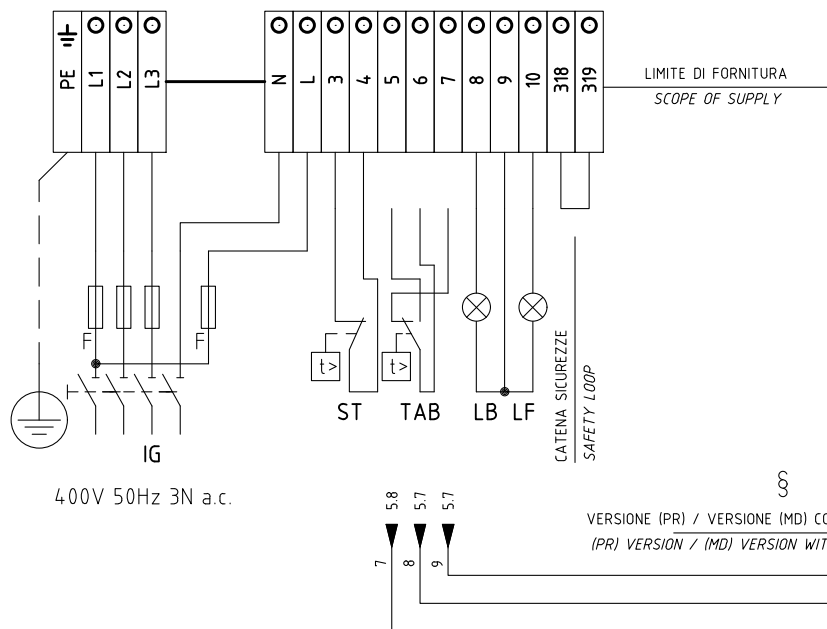 PE L1 L2 L3 N L 3 4 5 6 7 8 9 10 318 319
LIMITE DI FORNITURA
SCOPE OF SUPPLY
F F
t> t>
ST TAB LB LF
CATENA SICUREZZE
SAFETY LOOP
IG
400V 50Hz 3N a.c.
5.8 5.7 5.7
7 8 9
§
VERSIONE (PR) / VERSIONE (MD) CO
(PR) VERSION / (MD) VERSION WIT